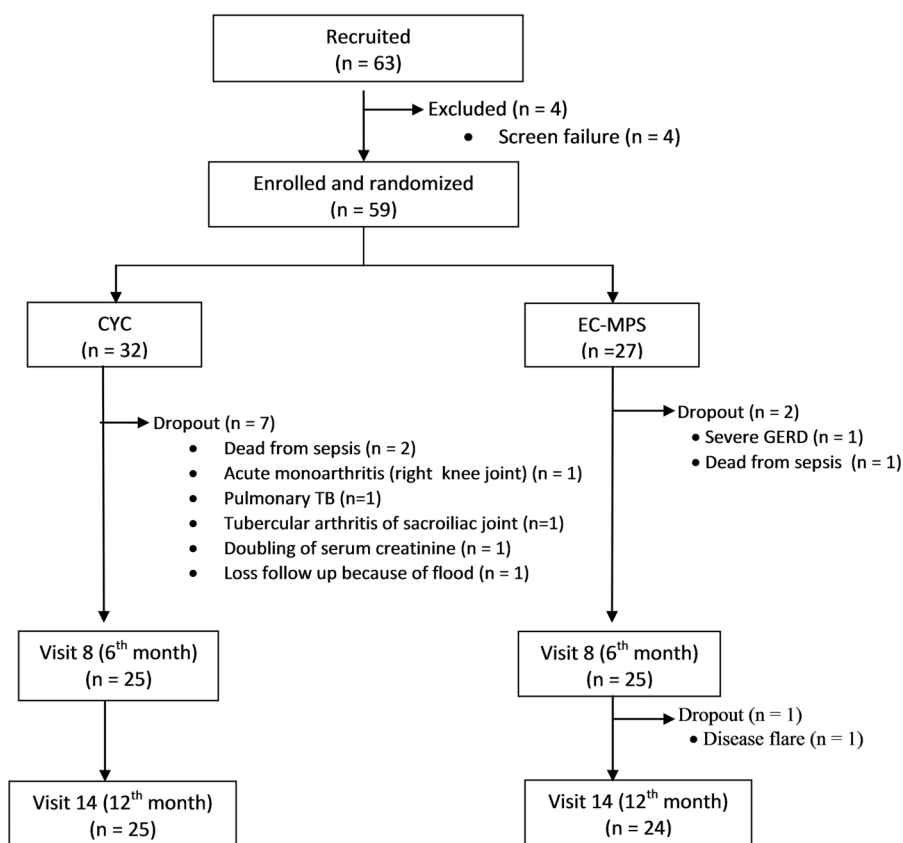 Recruited
(n = 63)
Excluded (n = 4)
• Screen failure (n = 4)
Enrolled and randomized
(n = 59)
CYC
(n = 32)
EC-MPS
(n =27)
Dropout (n = 7)
• Dead from sepsis (n = 2)
• Acute monoarthritis (right knee joint) (n = 1)
• Pulmonary TB (n=1)
• Tubercular arthritis of sacroiliac joint (n=1)
• Doubling of serum creatinine (n = 1)
• Loss follow up because of flood (n = 1)
Dropout (n = 2)
• Severe GERD (n = 1)
• Dead from sepsis (n = 1)
Visit 8 (6th month)
(n = 25)
Visit 8 (6th month)
(n = 25)
Dropout (n = 1)
• Disease flare (n = 1)
Visit 14 (12th month)
(n = 25)
Visit 14 (12th month)
(n = 24)